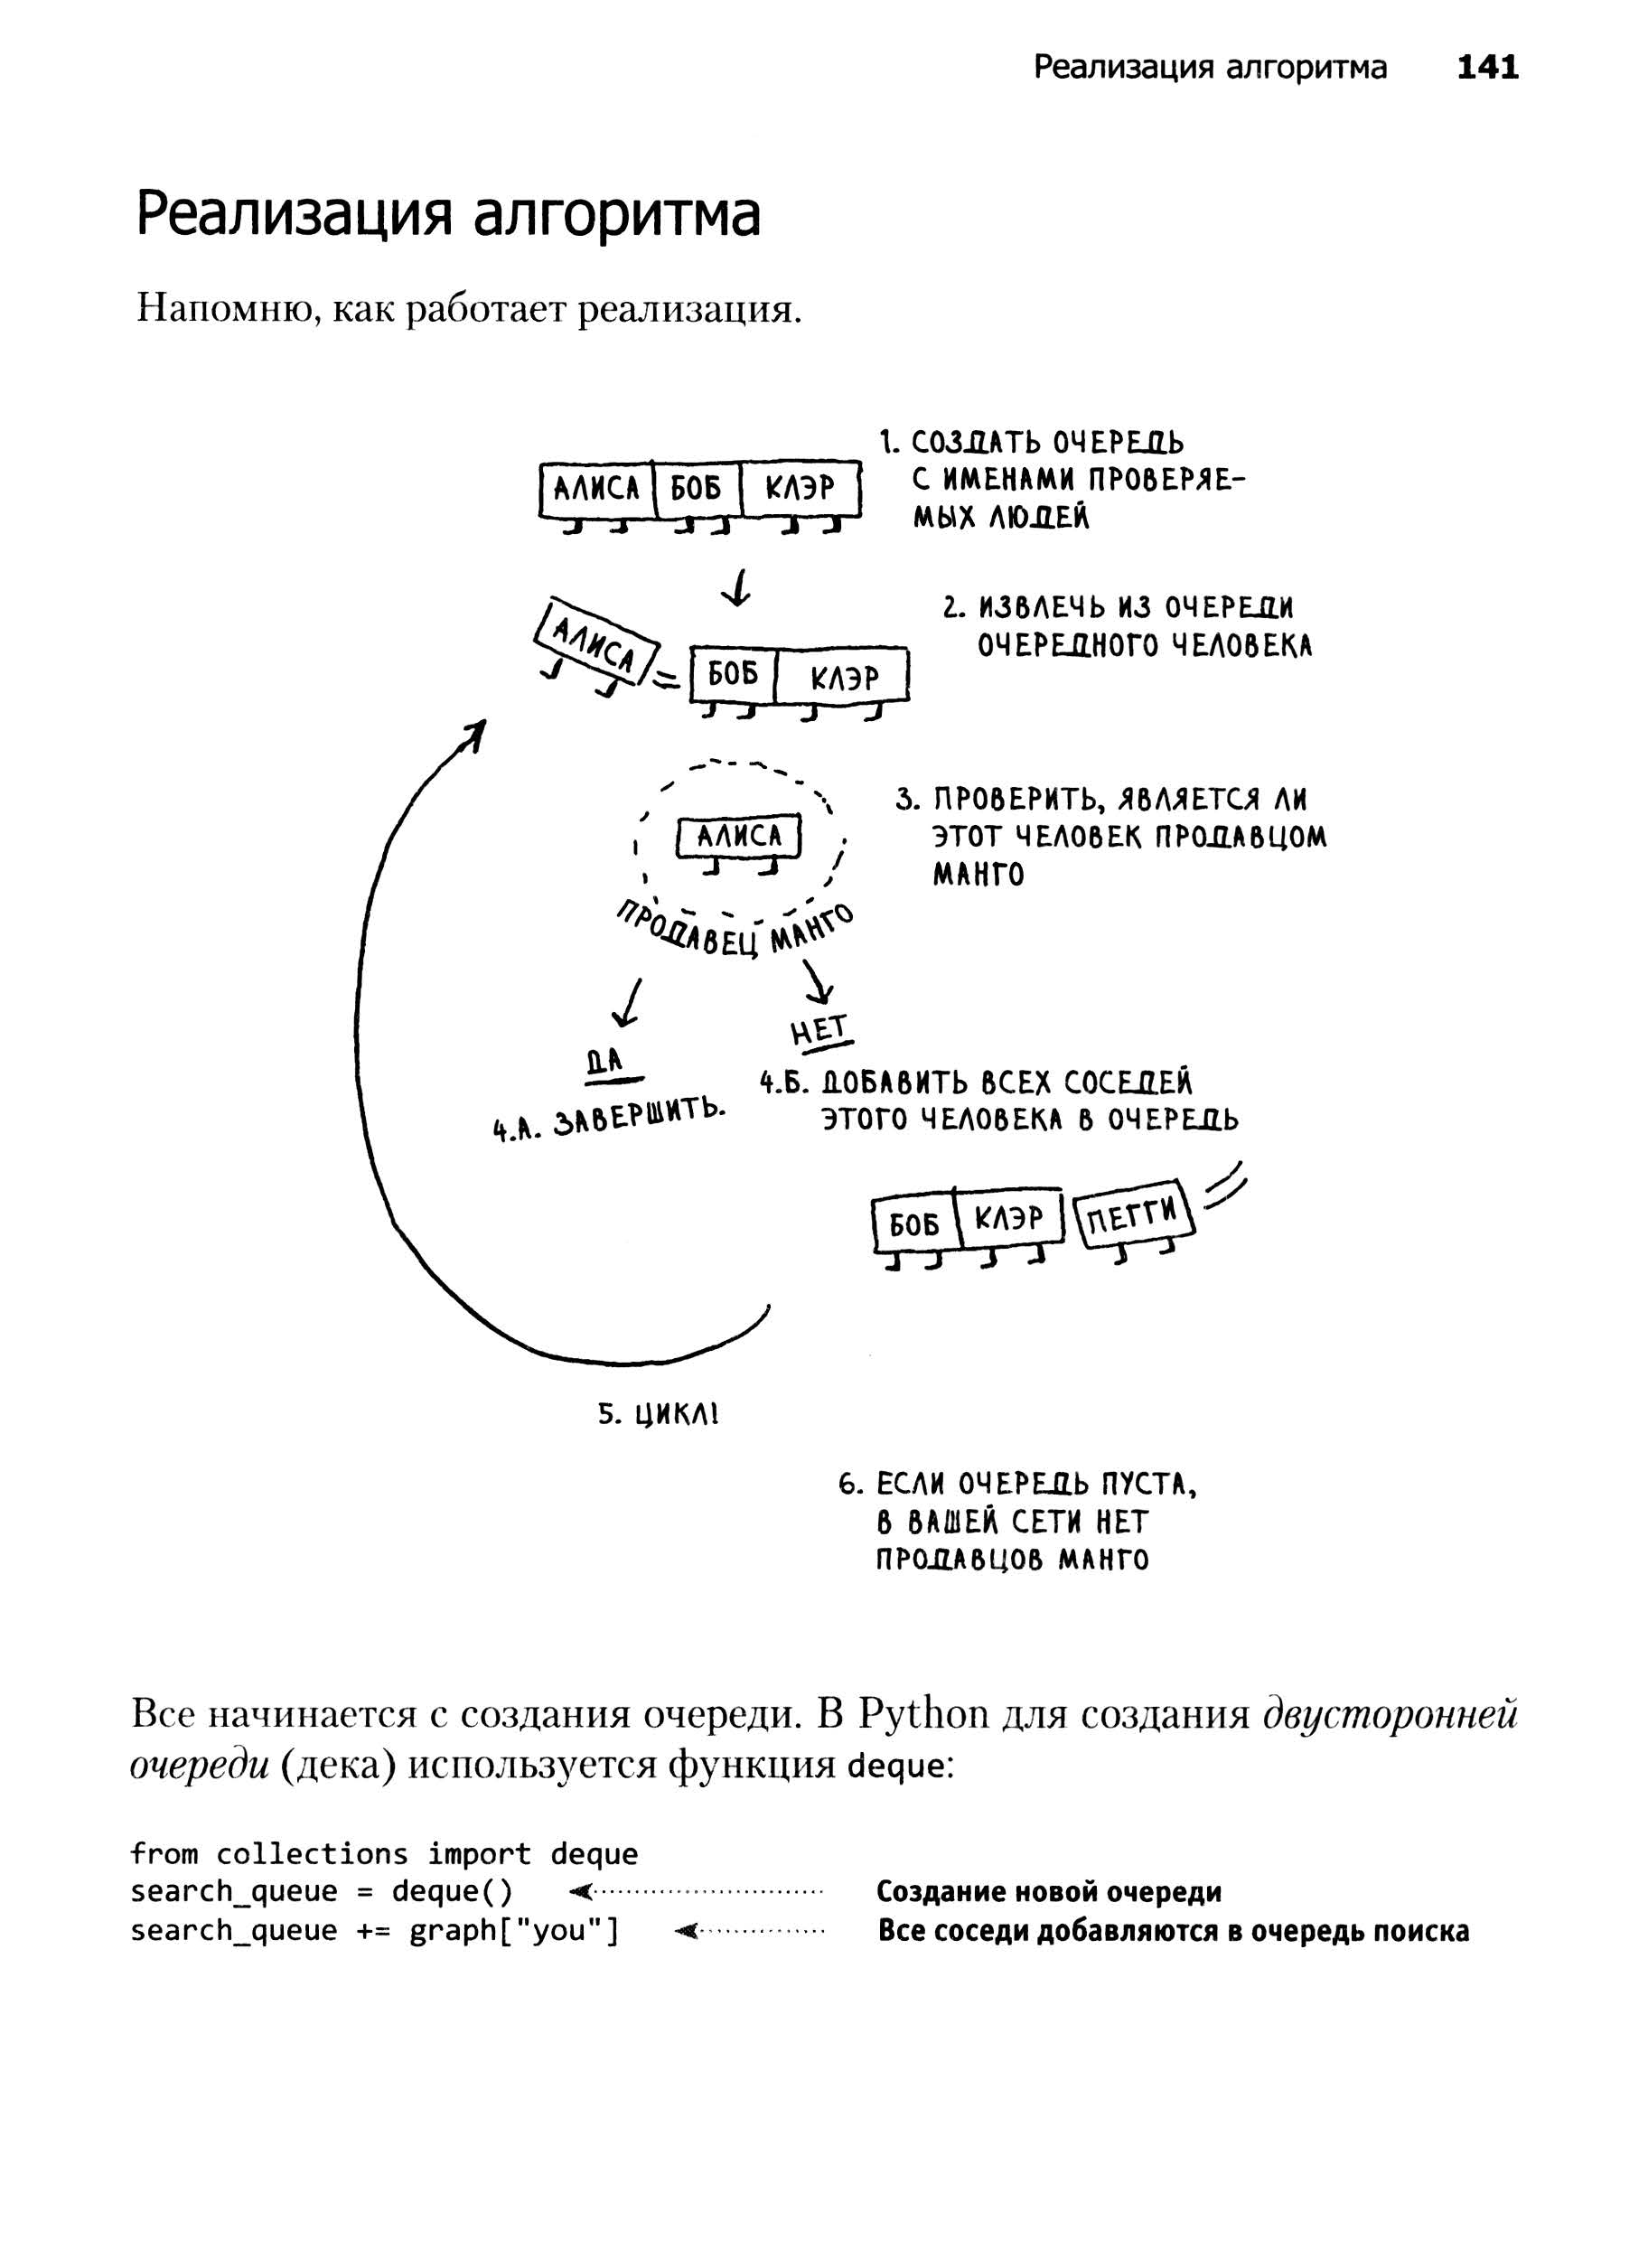 Реализация алгоритма 141
Реализация алгоритма
Напомню, как работает реализация.
АЛИСА БОБ КЛЭР
1. СОЗДАТЬ ОЧЕРЕДЬ
С ИМЕНАМИ ПРОВЕРЯЕ-
МЫХ ЛЮДЕЙ
АЛИСА БОБ КЛЭР
2. ИЗВЛЕЧЬ ИЗ ОЧЕРЕДИ
ОЧЕРЕДНОГО ЧЕЛОВЕКА
АЛИСА
ПРОДАВЕЦ МАНГО
3. ПРОВЕРИТЬ, ЯВЛЯЕТСЯ ЛИ
ЭТОТ ЧЕЛОВЕК ПРОДАВЦОМ
МАНГО
ДА
4.А. ЗАВЕРШИТЬ.
НЕТ
4.Б. ДОБАВИТЬ ВСЕХ СОСЕДЕЙ
ЭТОГО ЧЕЛОВЕКА В ОЧЕРЕДЬ
БОБ КЛЭР ПЕГГИ
5. ЦИКЛ!
6. ЕСЛИ ОЧЕРЕДЬ ПУСТА,
В ВАШЕЙ СЕТИ НЕТ
ПРОДАВЦОВ МАНГО
Все начинается с создания очереди. В Python для создания двусторонней
очереди (дека) используется функция deque:
from collections import deque
search_queue = deque() Создание новой очереди
search_queue += graph["you"] Все соседи добавляются в очередь поиска